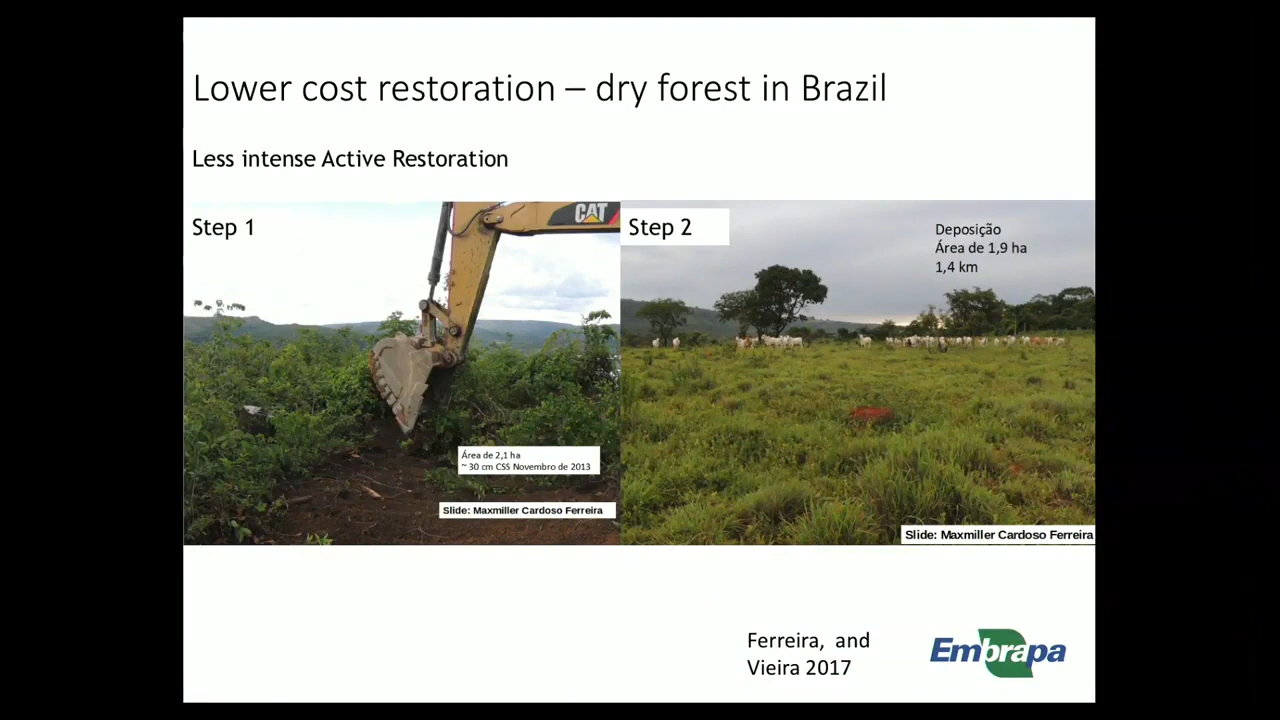 Lower cost restoration – dry forest in Brazil
Less intense Active Restoration
Step 1
CAT
Área de 2,1 ha
~ 30 cm CSS Novembro de 2013
Slide: Maxmiller Cardoso Ferreira
Step 2
Deposição
Área de 1,9 ha
1,4 km
Slide: Maxmiller Cardoso Ferreira
Ferreira, and
Vieira 2017
Embrapa